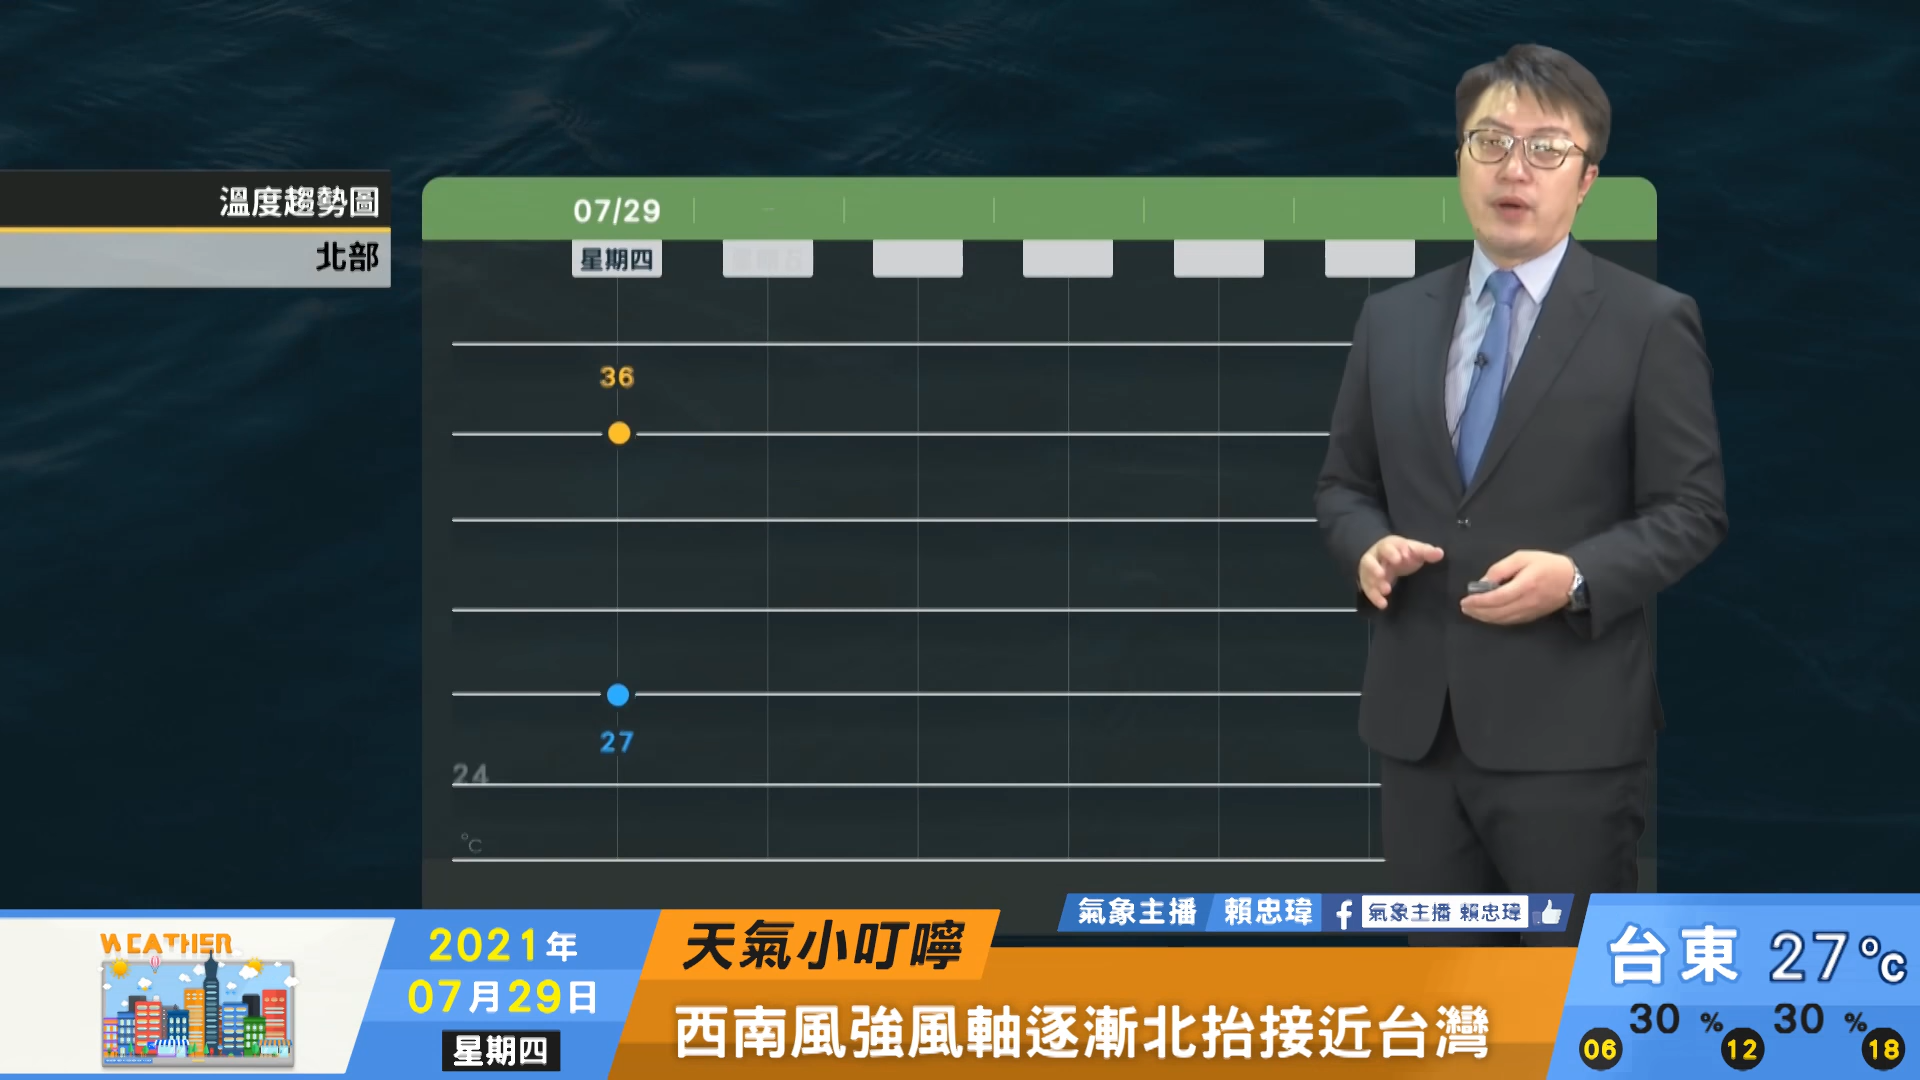 溫度趨勢圖
北部
07/29
星期四
36
27
24
°C
氣象主播 賴忠瑋 f 氣象主播 賴忠瑋
WEATHER
2021年
07月29日
星期四
天氣小叮嚀
西南風強風軸逐漸北抬接近台灣
台東 27°c
30 % 30 %
06 12 18